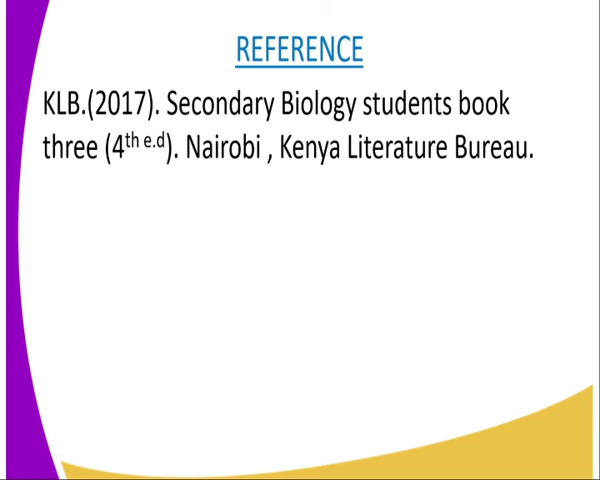 REFERENCE
KLB.(2017). Secondary Biology students book
three (4th e.d). Nairobi , Kenya Literature Bureau.